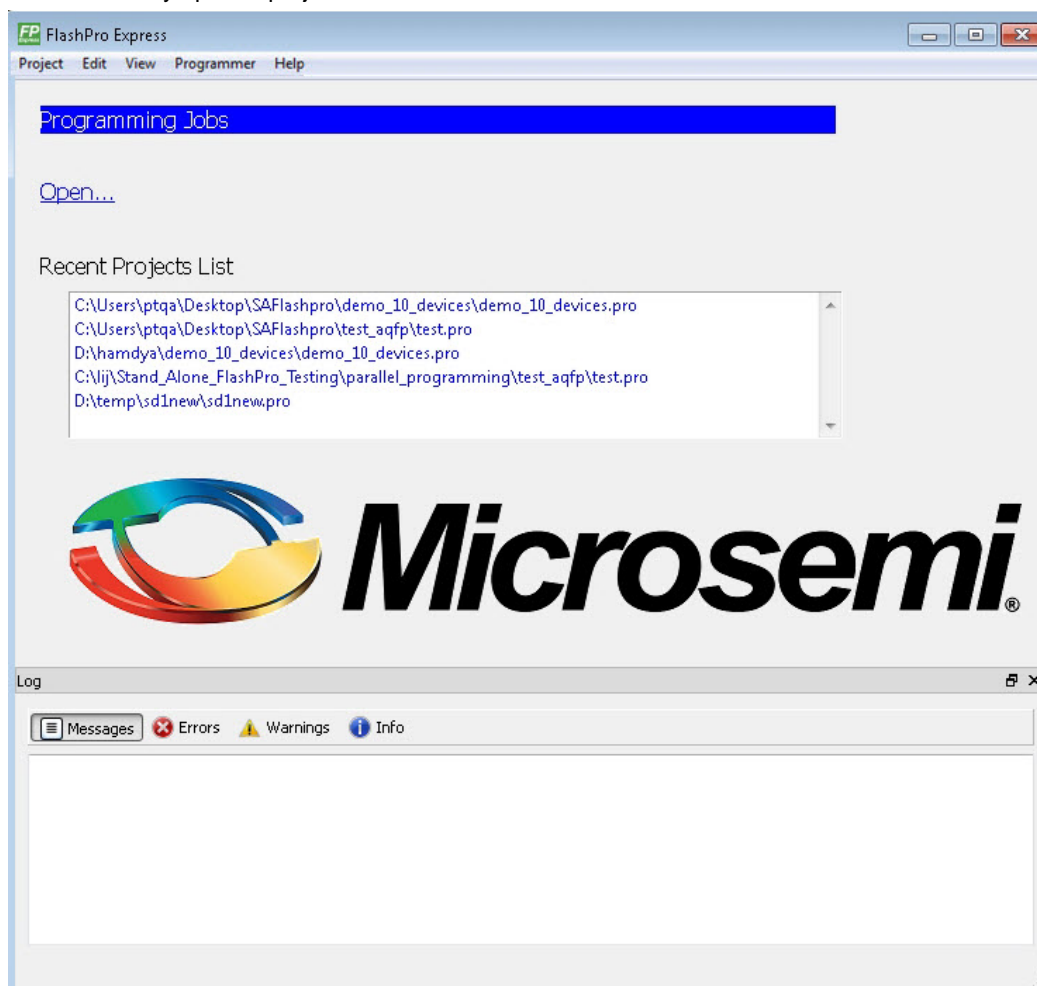 FP FlashPro Express
Project Edit View Programmer Help
Programming Jobs
Open...
Recent Projects List
C:\Users\ptqa\Desktop\SAFlashpro\demo_10_devices\demo_10_devices.pro
C:\Users\ptqa\Desktop\SAFlashpro\test_aqfp\test.pro
D:\hamdya\demo_10_devices\demo_10_devices.pro
C:\lij\Stand_Alone_FlashPro_Testing\parallel_programming\test_aqfp\test.pro
D:\temp\sd1new\sd1new.pro
Microsemi®
Log
Messages Errors Warnings Info